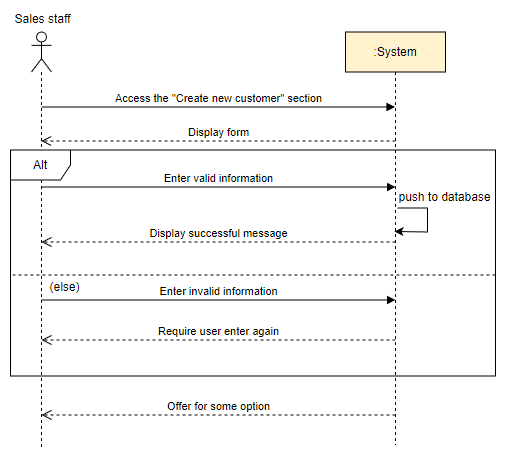 Sales staff
:System
Access the "Create new customer" section
Display form
Alt
Enter valid information
push to database
Display successful message
(else)
Enter invalid information
Require user enter again
Offer for some option